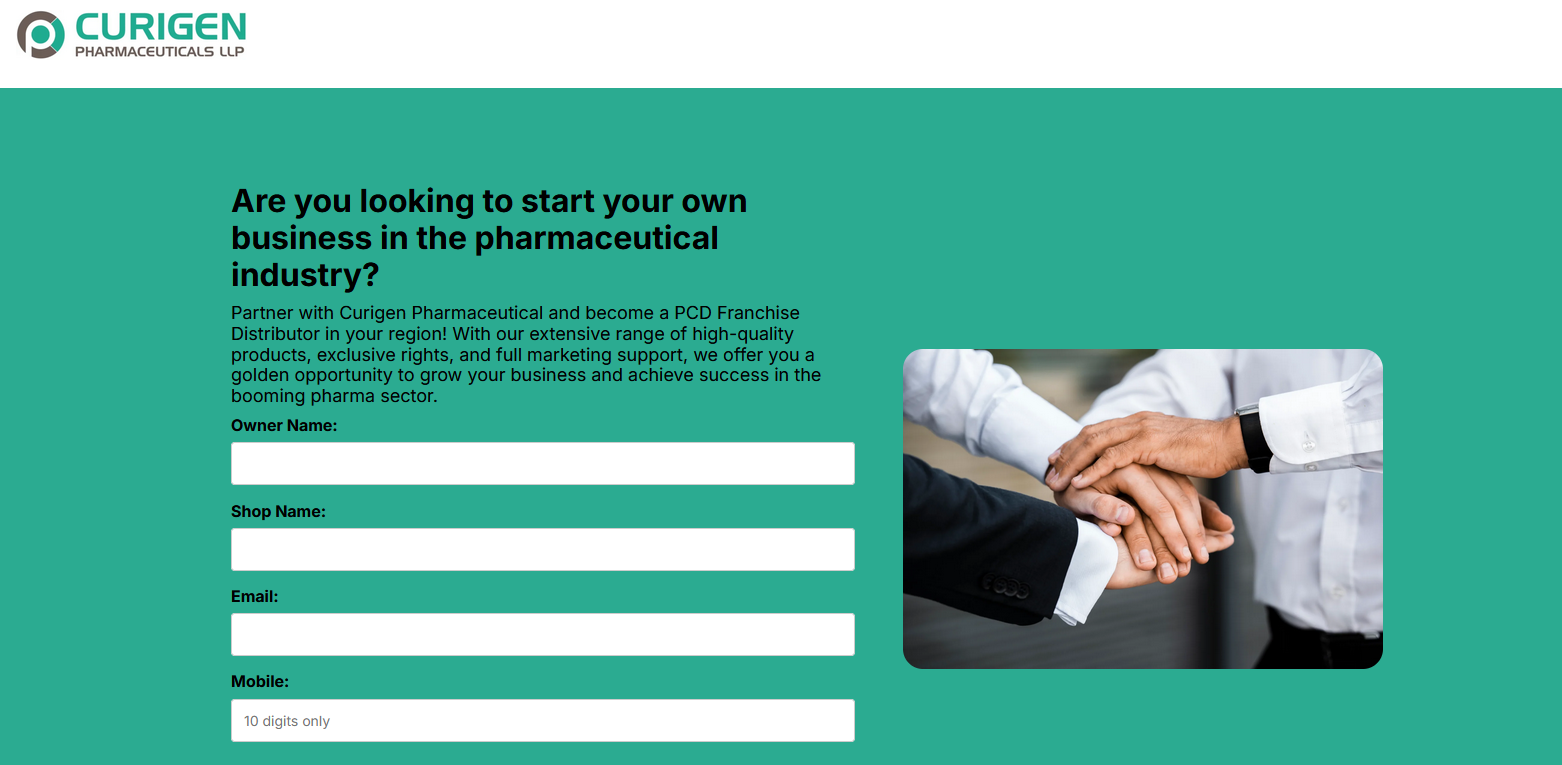 CURIGEN
PHARMACEUTICALS LLP
Are you looking to start your own
business in the pharmaceutical
industry?
Partner with Curigen Pharmaceutical and become a PCD Franchise
Distributor in your region! With our extensive range of high-quality
products, exclusive rights, and full marketing support, we offer you a
golden opportunity to grow your business and achieve success in the
booming pharma sector.
Owner Name:
Shop Name:
Email:
Mobile:
10 digits only